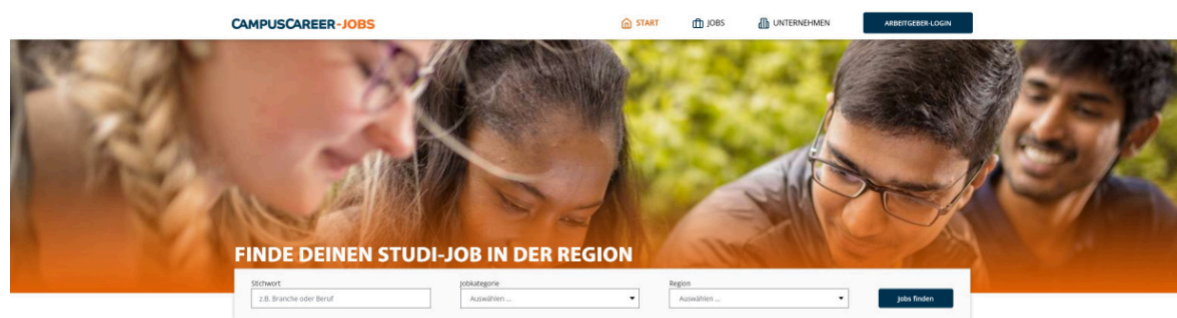 CAMPUSCAREER-JOBS START JOBS UNTERNEHMEN ARBEITGEBER-LOGIN
FINDE DEINEN STUDI-JOB IN DER REGION
Stichwort Jobkategorie Region
z.B. Branche oder Beruf Auswählen ... Auswählen ... Jobs finden